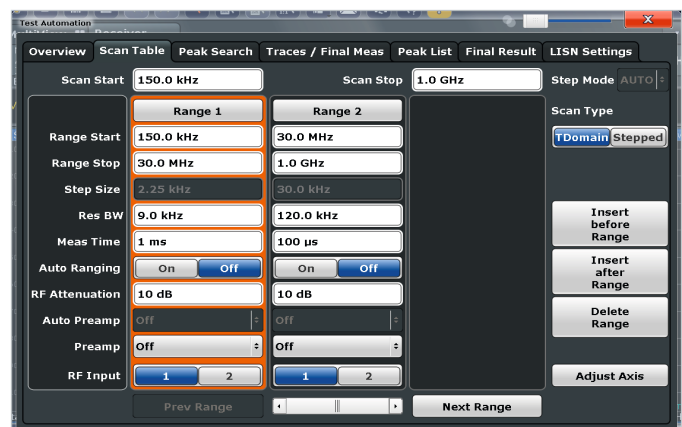 Test Automation
X
Overview Scan Table Peak Search Traces / Final Meas Peak List Final Result LISN Settings
Scan Start 150.0 kHz Scan Stop 1.0 GHz Step Mode AUTO
Range 1 Range 2 Scan Type
Range Start 150.0 kHz 30.0 MHz TDomain Stepped
Range Stop 30.0 MHz 1.0 GHz
Step Size 2.25 kHz 30.0 kHz
Res BW 9.0 kHz 120.0 kHz Insert before Range
Meas Time 1 ms 100 µs
Auto Ranging On Off On Off Insert after Range
RF Attenuation 10 dB 10 dB
Auto Preamp Off Off Delete Range
Preamp Off Off
RF Input 1 2 1 2 Adjust Axis
Prev Range Next Range